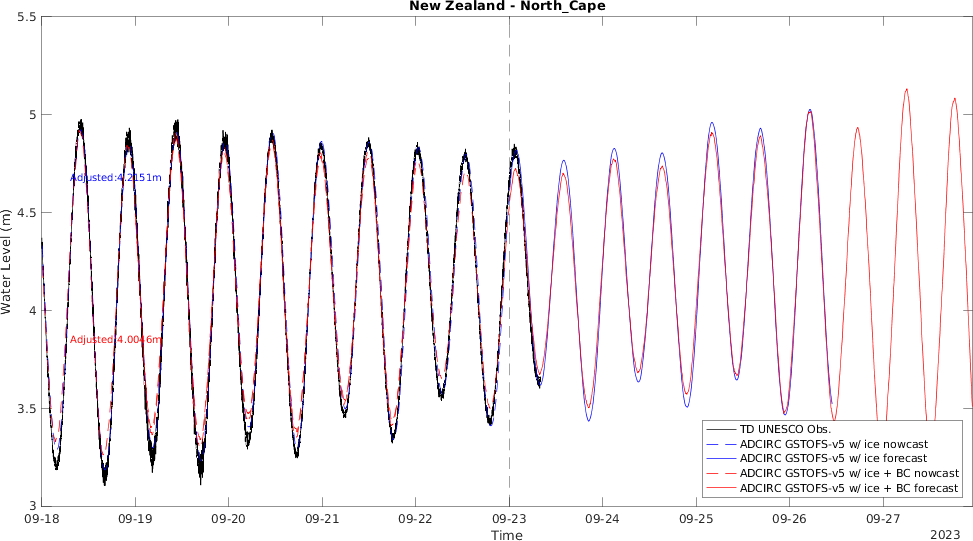 New Zealand - North_Cape
5.5
5
4.5
4
3.5
3
Water Level (m)
Adjusted:4.2151m
Adjusted:4.0046m
TD UNESCO Obs.
ADCIRC GSTOFS-v5 w/ ice nowcast
ADCIRC GSTOFS-v5 w/ ice forecast
ADCIRC GSTOFS-v5 w/ ice + BC nowcast
ADCIRC GSTOFS-v5 w/ ice + BC forecast
09-18 09-19 09-20 09-21 09-22 09-23 09-24 09-25 09-26 09-27
Time
2023